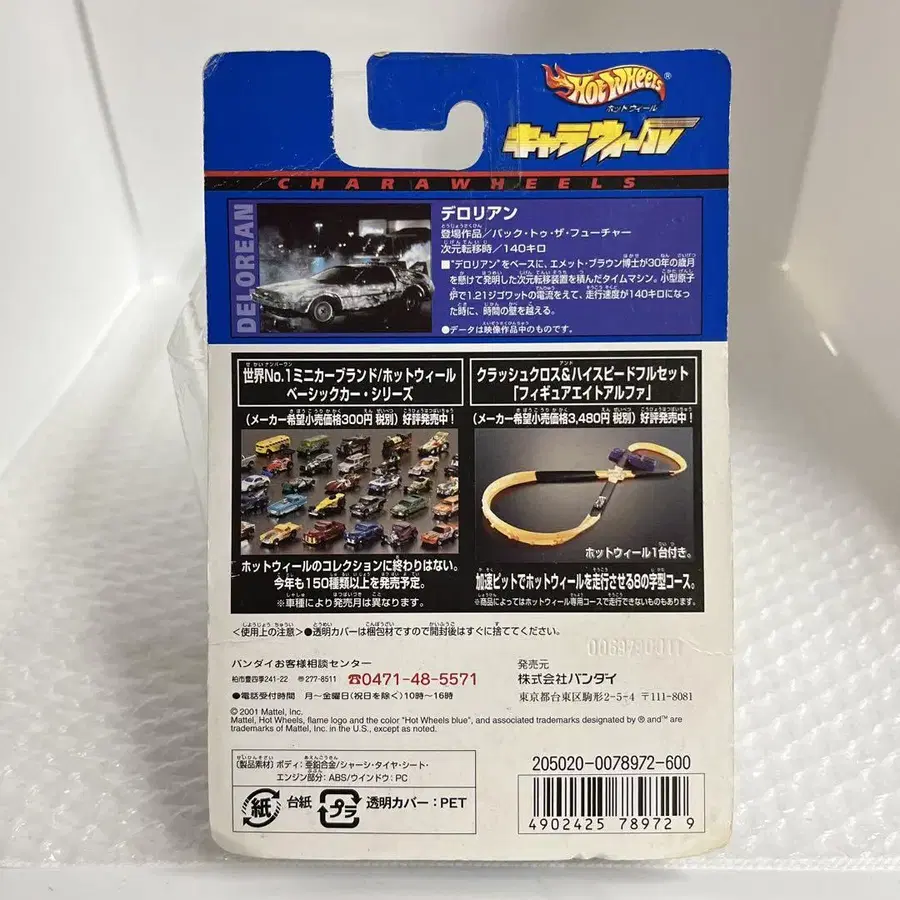 HOT WHEELS®
ホットウィール
キャラウィール
CHARAWHEELS
DELOREAN
デロリアン
登場作品/バック・トゥ・ザ・フューチャー
次元転移時/140キロ
■"デロリアン"をベースに、エメット・ブラウン博士が30年の歳月
を懸けて発明した次元転移装置を積んだタイムマシン。小型原子
炉で1.21ジゴワットの電流をえて、走行速度が140キロになっ
た時に、時間の壁を越える。
●データは映像作品中のものです。
世界No.1ミニカーブランド/ホットウィール
ベーシックカー・シリーズ
(メーカー希望小売価格300円 税別) 好評発売中!
ホットウィールのコレクションに終わりはない。
今年も150種類以上を発売予定。
※車種により発売月は異なります。
クラッシュクロス&ハイスピードフルセット
「フィギュアエイトアルファ」
(メーカー希望小売価格3,480円 税別) 好評発売中!
ホットウィール1台付き。
加速ピットでホットウィールを走行させる8の字型コース。
※商品によってはホットウィール専用コースで走行できないものもあります。
<使用上の注意>●透明カバーは梱包材ですので開封後はすぐに捨ててください。
バンダイお客様相談センター
柏市豊四季241-22 〒277-8511 ☎0471-48-5571
●電話受付時間 月〜金曜日(祝日を除く)10時〜16時
発売元
株式会社バンダイ
東京都台東区駒形2-5-4 〒111-8081
© 2001 Mattel, Inc.
Mattel, Hot Wheels, flame logo and the color "Hot Wheels blue", and associated trademarks designated by ® and ™ are
trademarks of Mattel, Inc. in the U.S., except as noted.
〔製品素材〕ボディ:亜鉛合金/シャーシ・タイヤ・シート・
エンジン部分:ABS/ウインドウ:PC
紙 台紙 プラ 透明カバー:PET
205020-0078972-600
4902425 78972 9